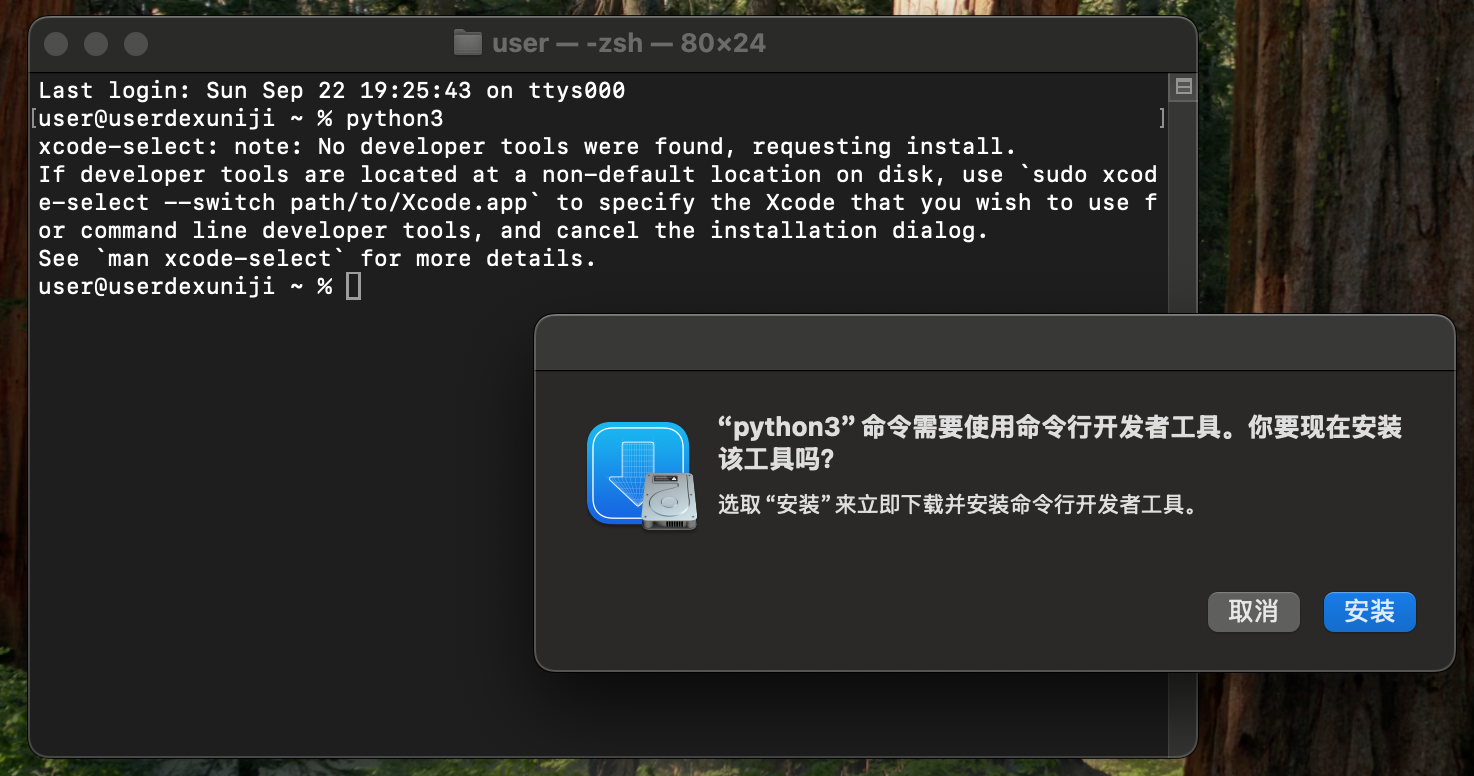 user — -zsh — 80×24
Last login: Sun Sep 22 19:25:43 on ttys000
[user@userdexuniji ~ % python3 ]
xcode-select: note: No developer tools were found, requesting install.
If developer tools are located at a non-default location on disk, use `sudo xcod
e-select --switch path/to/Xcode.app` to specify the Xcode that you wish to use f
or command line developer tools, and cancel the installation dialog.
See `man xcode-select` for more details.
user@userdexuniji ~ %
“python3”命令需要使用命令行开发者工具。你要现在安装
该工具吗?
选取“安装”来立即下载并安装命令行开发者工具。
取消
安装